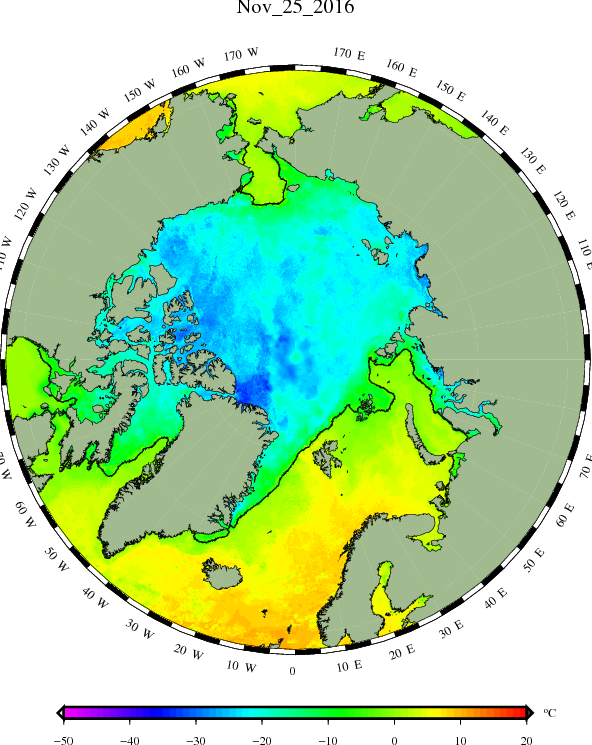 Nov_25_2016
170 W
170 E
160 W
160 E
150 W
150 E
140 W
140 E
130 W
130 E
120 W
120 E
110 E
60 W
70 E
50 W
60 E
40 W
50 E
30 W
40 E
20 W
30 E
10 W
20 E
0
10 E
°C
−50 −40 −30 −20 −10 0 10 20